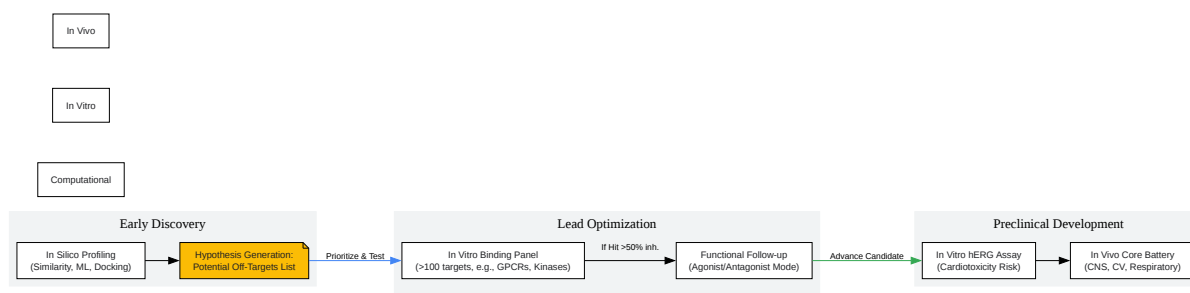 In Vivo
In Vitro
Computational
Early Discovery
In Silico Profiling
(Similarity, ML, Docking)
Hypothesis Generation:
Potential Off-Targets List
Prioritize & Test
Lead Optimization
In Vitro Binding Panel
(>100 targets, e.g., GPCRs, Kinases)
If Hit >50% inh.
Functional Follow-up
(Agonist/Antagonist Mode)
Advance Candidate
Preclinical Development
In Vitro hERG Assay
(Cardiotoxicity Risk)
In Vivo Core Battery
(CNS, CV, Respiratory)